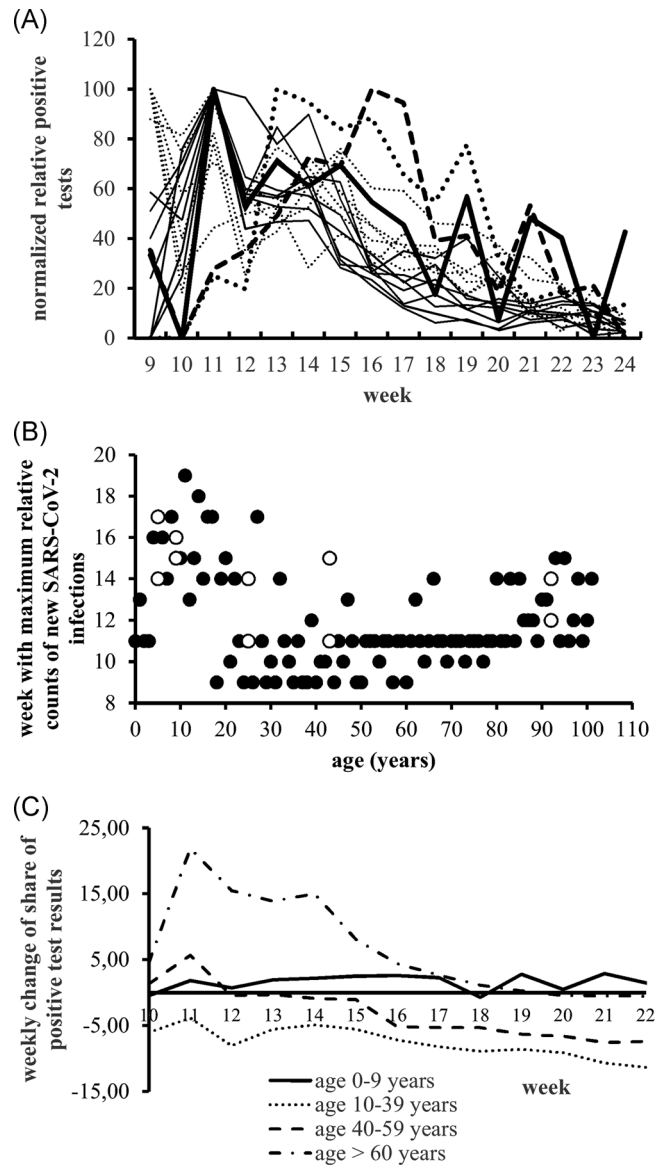 (A)
120
100
80
60
40
20
0
normalized relative positive
tests
9 10 11 12 13 14 15 16 17 18 19 20 21 22 23 24
week
(B)
20
18
16
14
12
10
8
week with maximum relative
counts of new SARS-CoV-2
infections
0 10 20 30 40 50 60 70 80 90 100 110
age (years)
(C)
25,00
15,00
5,00
-5,00
-15,00
weekly change of share of
positive test results
10 11 12 13 14 15 16 17 18 19 20 21 22
week
age 0-9 years
age 10-39 years
age 40-59 years
age > 60 years